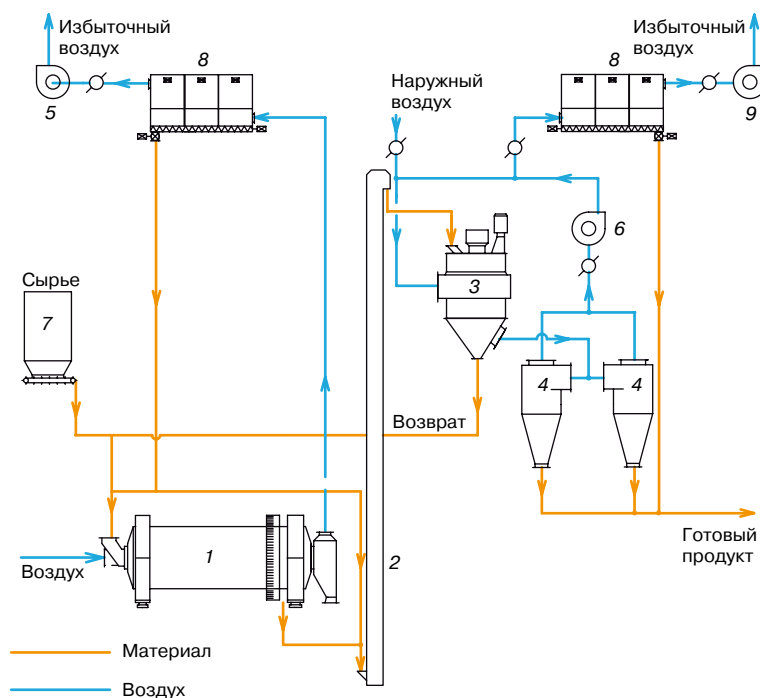 Избыточный
воздух
8
5
Наружный
воздух
Избыточный
воздух
8
9
6
3
Сырье
7
4
4
Возврат
1
2
Воздух
Готовый
продукт
Материал
Воздух